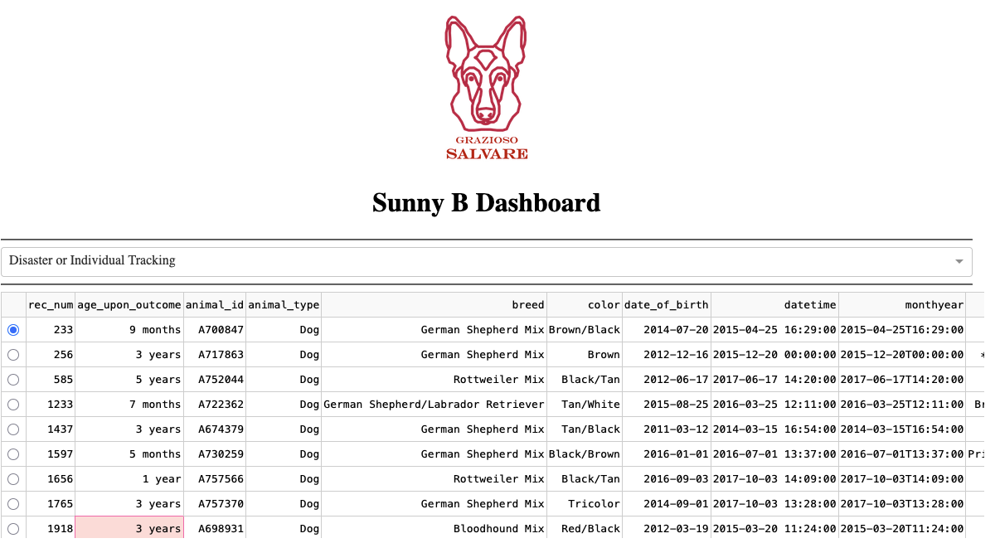 GRAZIOSO
SALVARE
Sunny B Dashboard
Disaster or Individual Tracking
rec_num age_upon_outcome animal_id animal_type breed color date_of_birth datetime monthyear
233 9 months A700847 Dog German Shepherd Mix Brown/Black 2014-07-20 2015-04-25 16:29:00 2015-04-25T16:29:00
256 3 years A717863 Dog German Shepherd Mix Brown 2012-12-16 2015-12-20 00:00:00 2015-12-20T00:00:00 *
585 5 years A752044 Dog Rottweiler Mix Black/Tan 2012-06-17 2017-06-17 14:20:00 2017-06-17T14:20:00
1233 7 months A722362 Dog German Shepherd/Labrador Retriever Tan/White 2015-08-25 2016-03-25 12:11:00 2016-03-25T12:11:00 Br
1437 3 years A674379 Dog German Shepherd Mix Tan/Black 2011-03-12 2014-03-15 16:54:00 2014-03-15T16:54:00
1597 5 months A730259 Dog German Shepherd Mix Black/Brown 2016-01-01 2016-07-01 13:37:00 2016-07-01T13:37:00 Pri
1656 1 year A757566 Dog Rottweiler Mix Black/Tan 2016-09-03 2017-10-03 14:09:00 2017-10-03T14:09:00
1765 3 years A757370 Dog German Shepherd Mix Tricolor 2014-09-01 2017-10-03 13:28:00 2017-10-03T13:28:00
1918 3 years A698931 Dog Bloodhound Mix Red/Black 2012-03-19 2015-03-20 11:24:00 2015-03-20T11:24:00